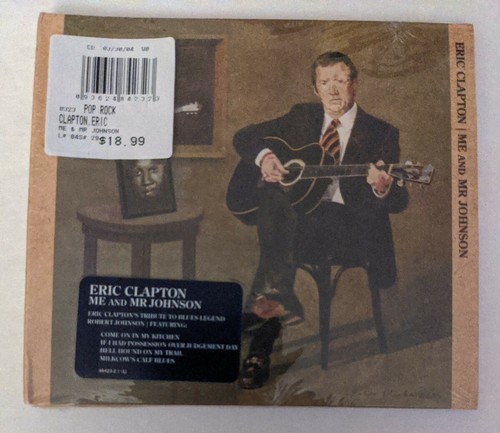 POP ROCK
CLAPTON, ERIC
ME & MR JOHNSON
$18.99
ERIC CLAPTON | ME AND MR JOHNSON
ERIC CLAPTON
ME AND MR JOHNSON
ERIC CLAPTON'S TRIBUTE TO BLUES LEGEND
ROBERT JOHNSON | FEATURING:
COME ON IN MY KITCHEN
IF I HAD POSSESSION OVER JUDGEMENT DAY
HELL HOUND ON MY TRAIL
MILKCOW'S CALF BLUES